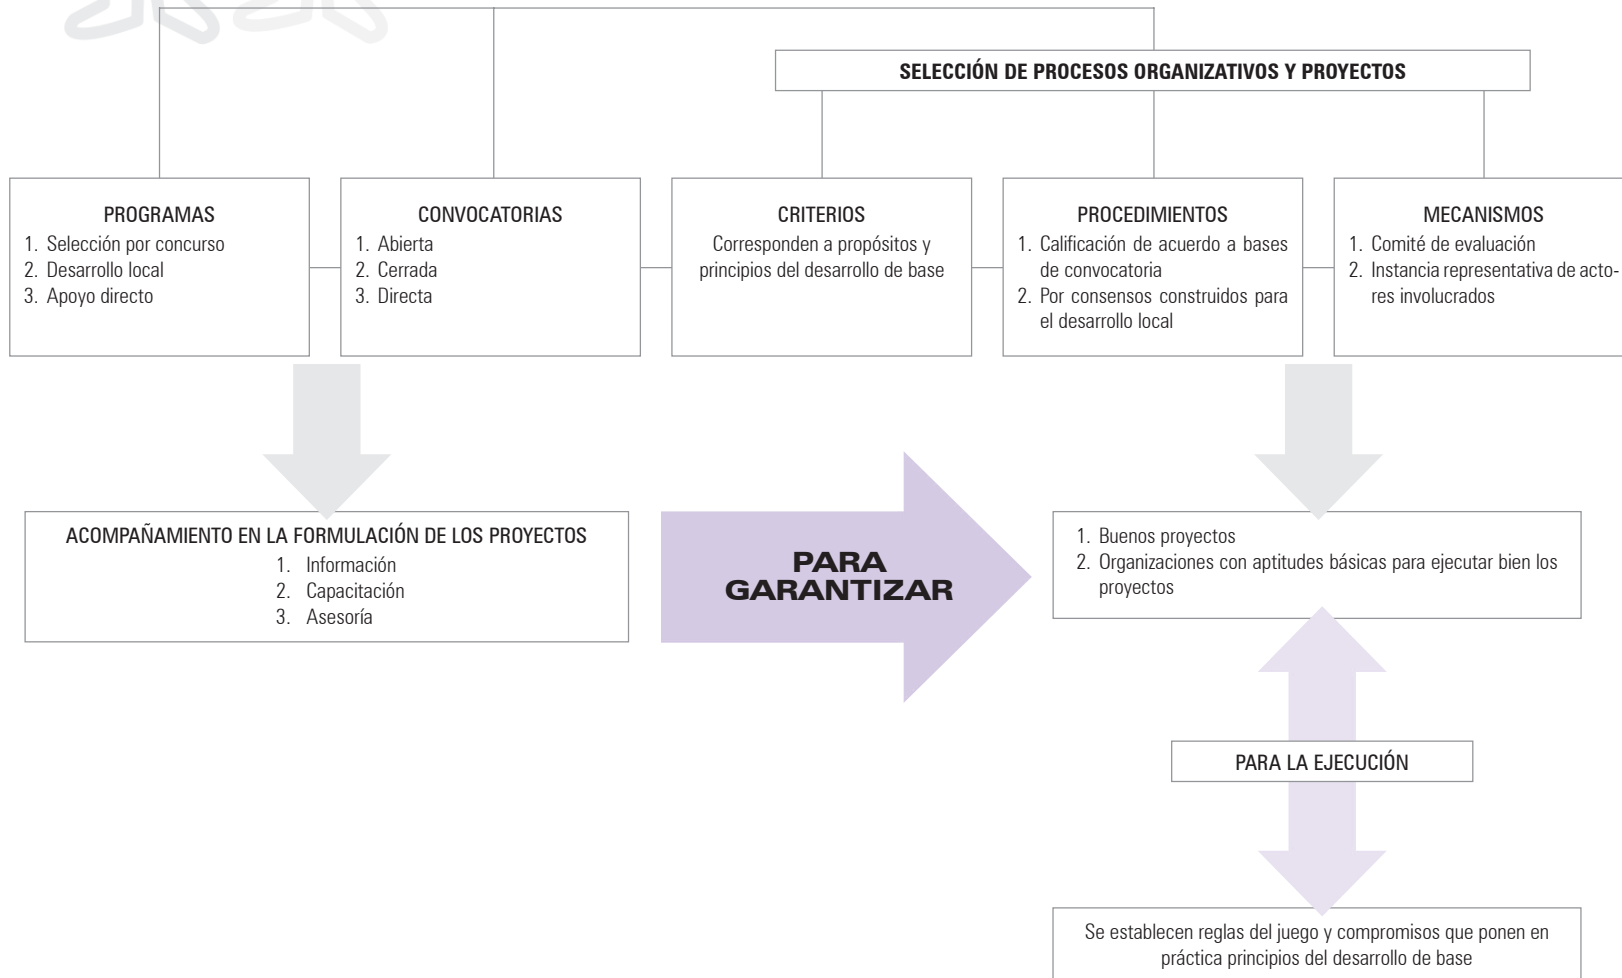 SELECCIÓN DE PROCESOS ORGANIZATIVOS Y PROYECTOS
PROGRAMAS
1. Selección por concurso
2. Desarrollo local
3. Apoyo directo
CONVOCATORIAS
1. Abierta
2. Cerrada
3. Directa
CRITERIOS
Corresponden a propósitos y
principios del desarrollo de base
PROCEDIMIENTOS
1. Calificación de acuerdo a bases
de convocatoria
2. Por consensos construidos para
el desarrollo local
MECANISMOS
1. Comité de evaluación
2. Instancia representativa de acto-
res involucrados
ACOMPAÑAMIENTO EN LA FORMULACIÓN DE LOS PROYECTOS
1. Información
2. Capacitación
3. Asesoría
PARA
GARANTIZAR
1. Buenos proyectos
2. Organizaciones con aptitudes básicas para ejecutar bien los
proyectos
PARA LA EJECUCIÓN
Se establecen reglas del juego y compromisos que ponen en
práctica principios del desarrollo de base